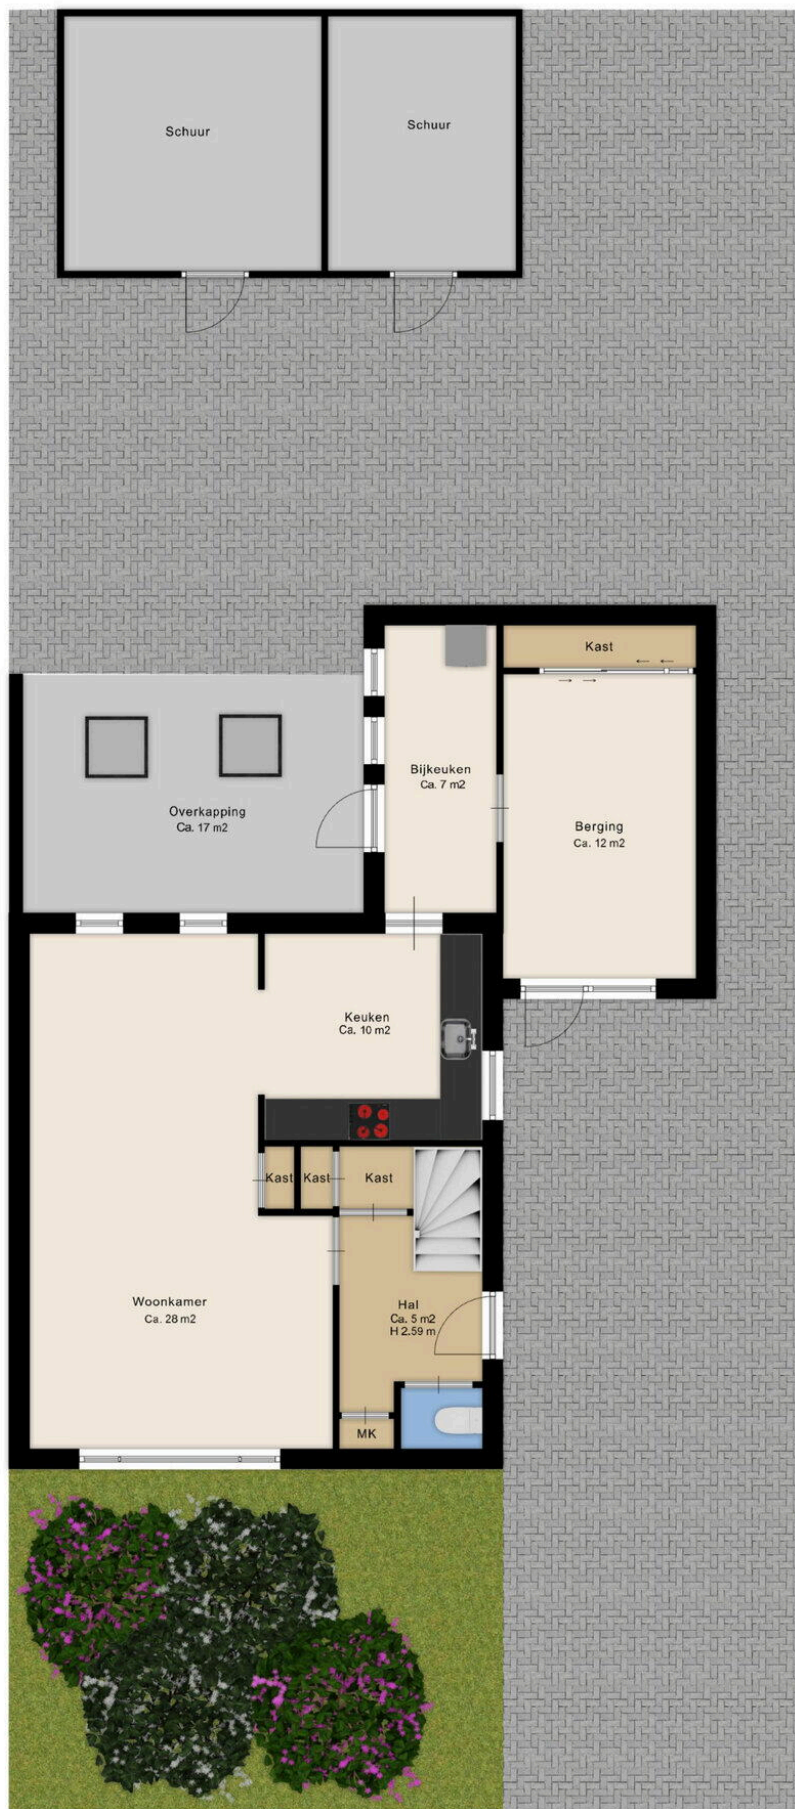 Schuur
Schuur
Kast
Bijkeuken
Ca. 7 m2
Overkapping
Ca. 17 m2
Berging
Ca. 12 m2
Keuken
Ca. 10 m2
Kast
Kast
Kast
Woonkamer
Ca. 28 m2
Hal
Ca. 5 m2
H 2.59 m
MK